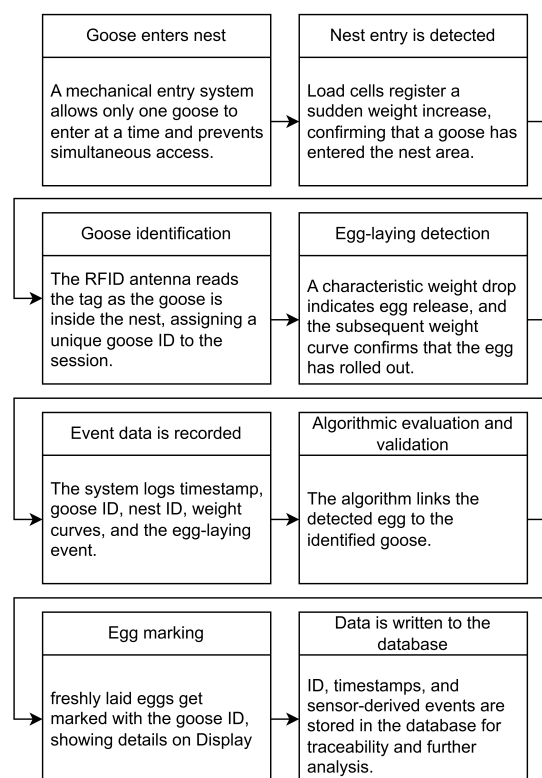 Goose enters nest
A mechanical entry system
allows only one goose to
enter at a time and prevents
simultaneous access.
Nest entry is detected
Load cells register a
sudden weight increase,
confirming that a goose has
entered the nest area.
Goose identification
The RFID antenna reads
the tag as the goose is
inside the nest, assigning a
unique goose ID to the
session.
Egg-laying detection
A characteristic weight drop
indicates egg release, and
the subsequent weight
curve confirms that the egg
has rolled out.
Event data is recorded
The system logs timestamp,
goose ID, nest ID, weight
curves, and the egg-laying
event.
Algorithmic evaluation and
validation
The algorithm links the
detected egg to the
identified goose.
Egg marking
freshly laid eggs get
marked with the goose ID,
showing details on Display
Data is written to the
database
ID, timestamps, and
sensor-derived events are
stored in the database for
traceability and further
analysis.